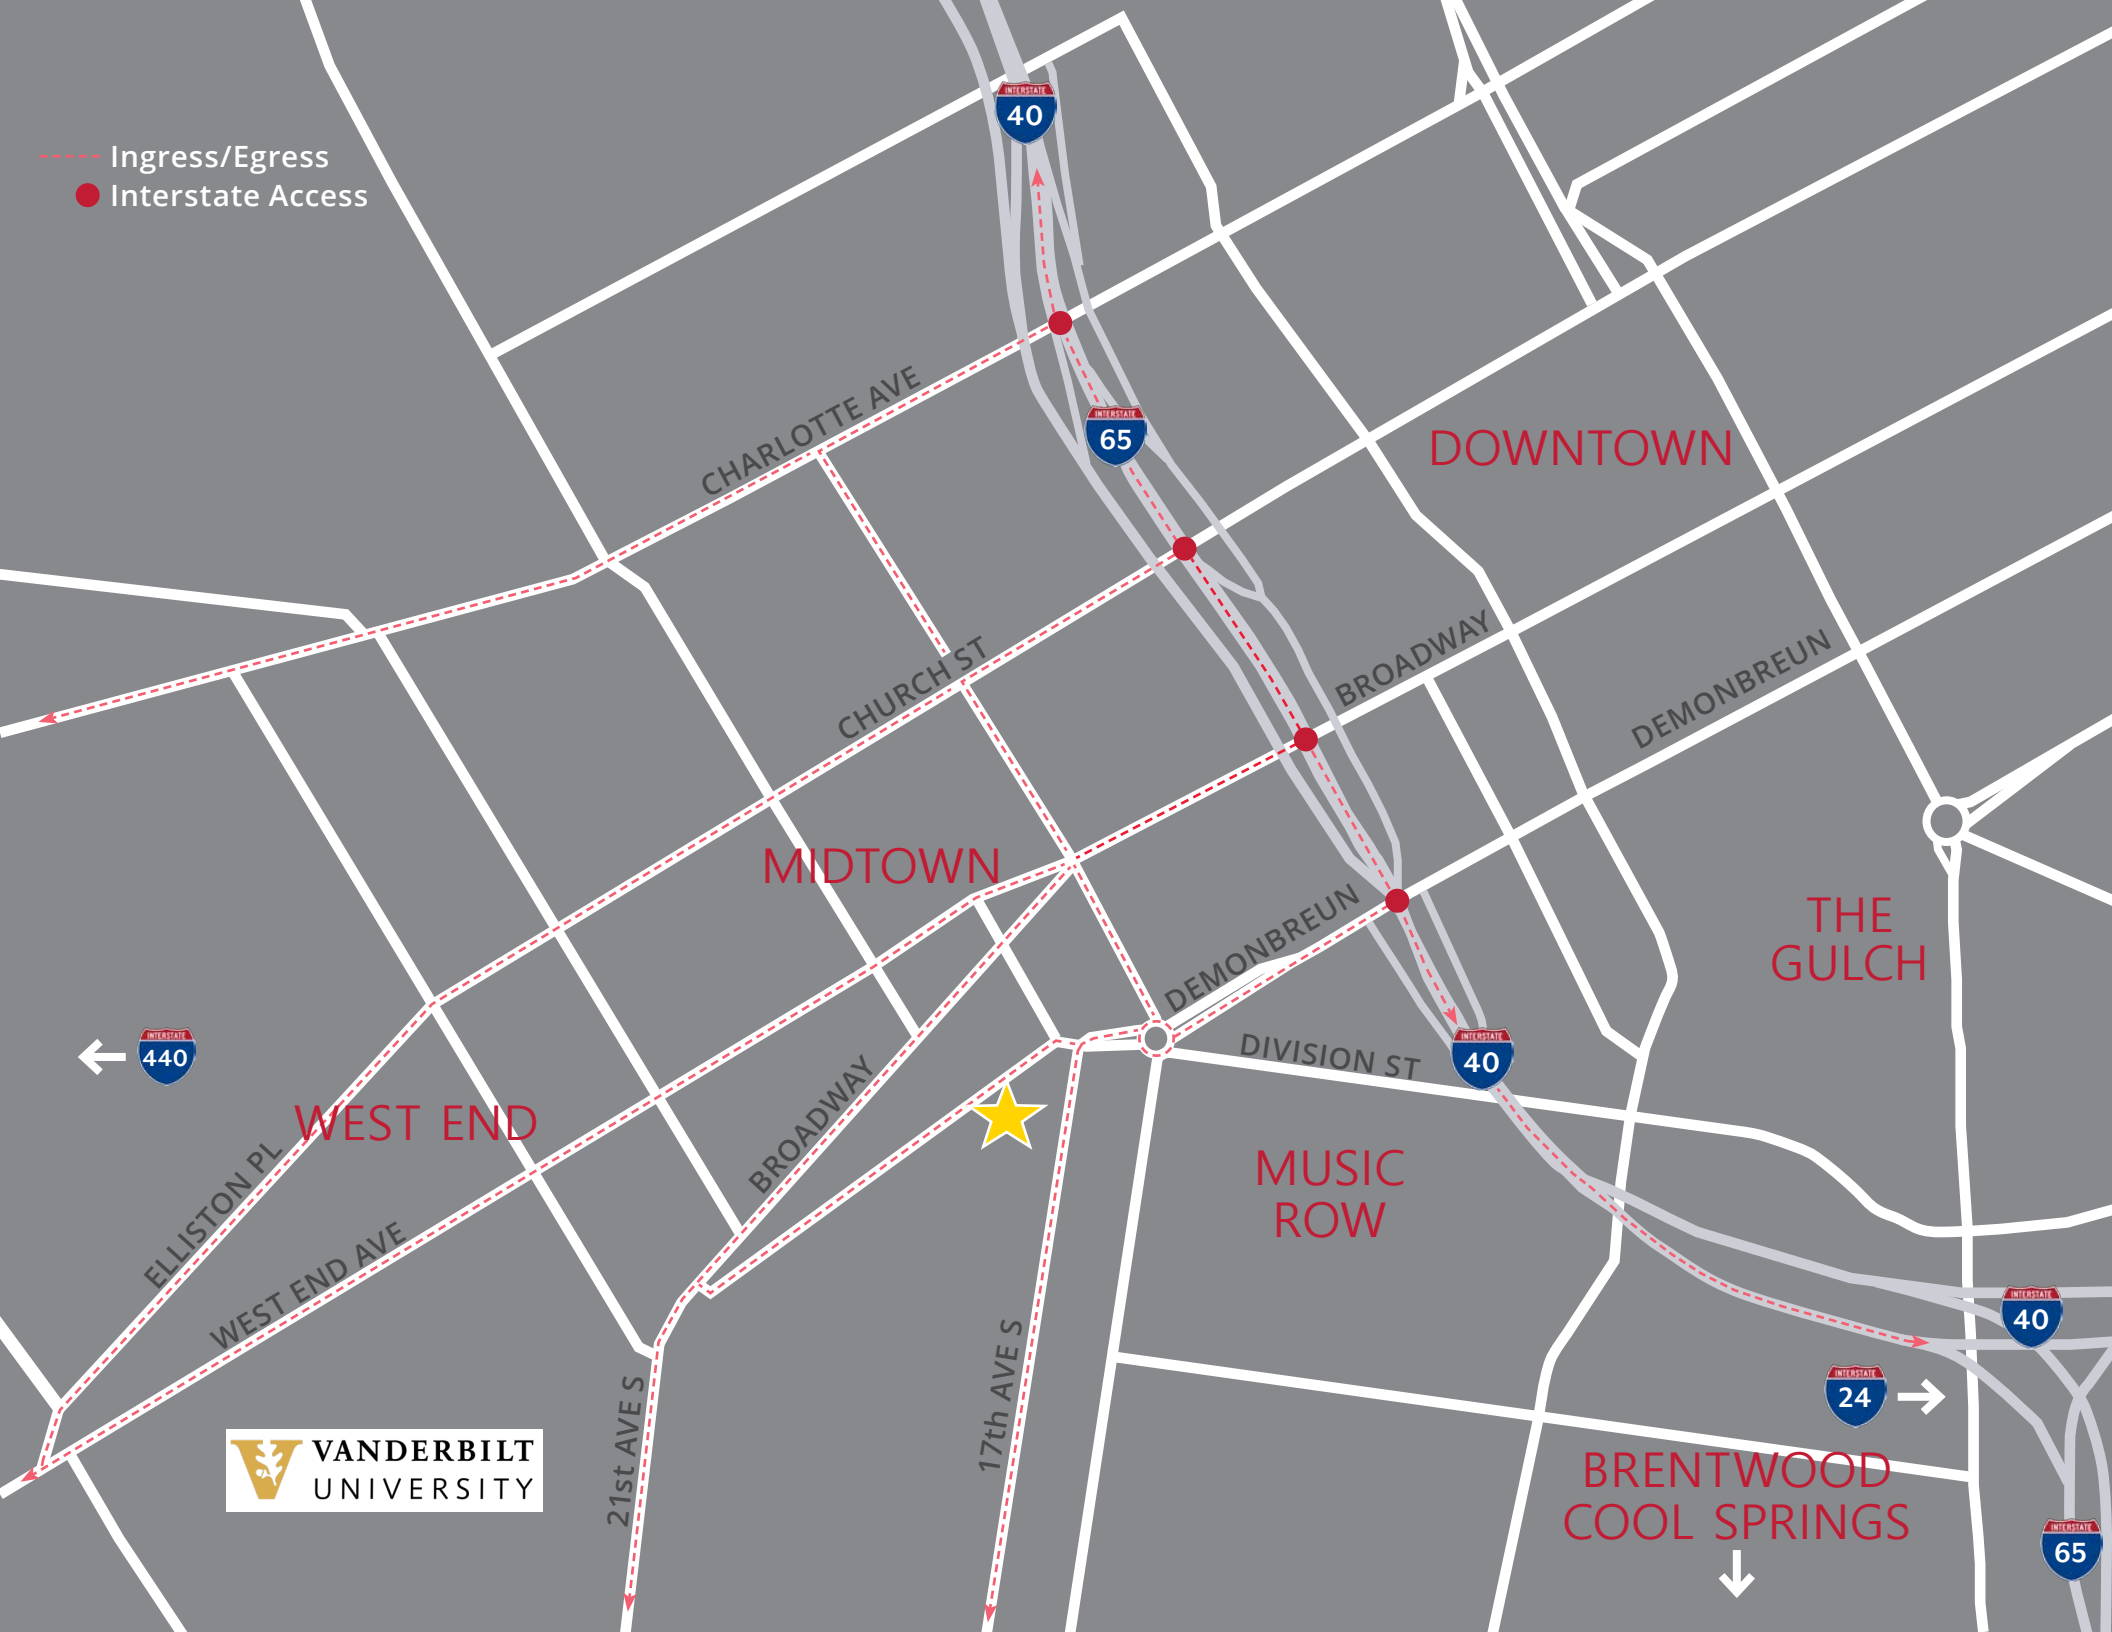 INTERSTATE
40
Ingress/Egress
Interstate Access
CHARLOTTE AVE
INTERSTATE
65
DOWNTOWN
CHURCH ST
BROADWAY
DEMONBREUN
MIDTOWN
DEMONBREUN
THE
GULCH
INTERSTATE
440
DIVISION ST
INTERSTATE
40
WEST END
BROADWAY
MUSIC
ROW
ELLISTON PL
WEST END AVE
INTERSTATE
40
17th AVE S
21st AVE S
INTERSTATE
24
VANDERBILT
UNIVERSITY
BRENTWOOD
COOL SPRINGS
INTERSTATE
65